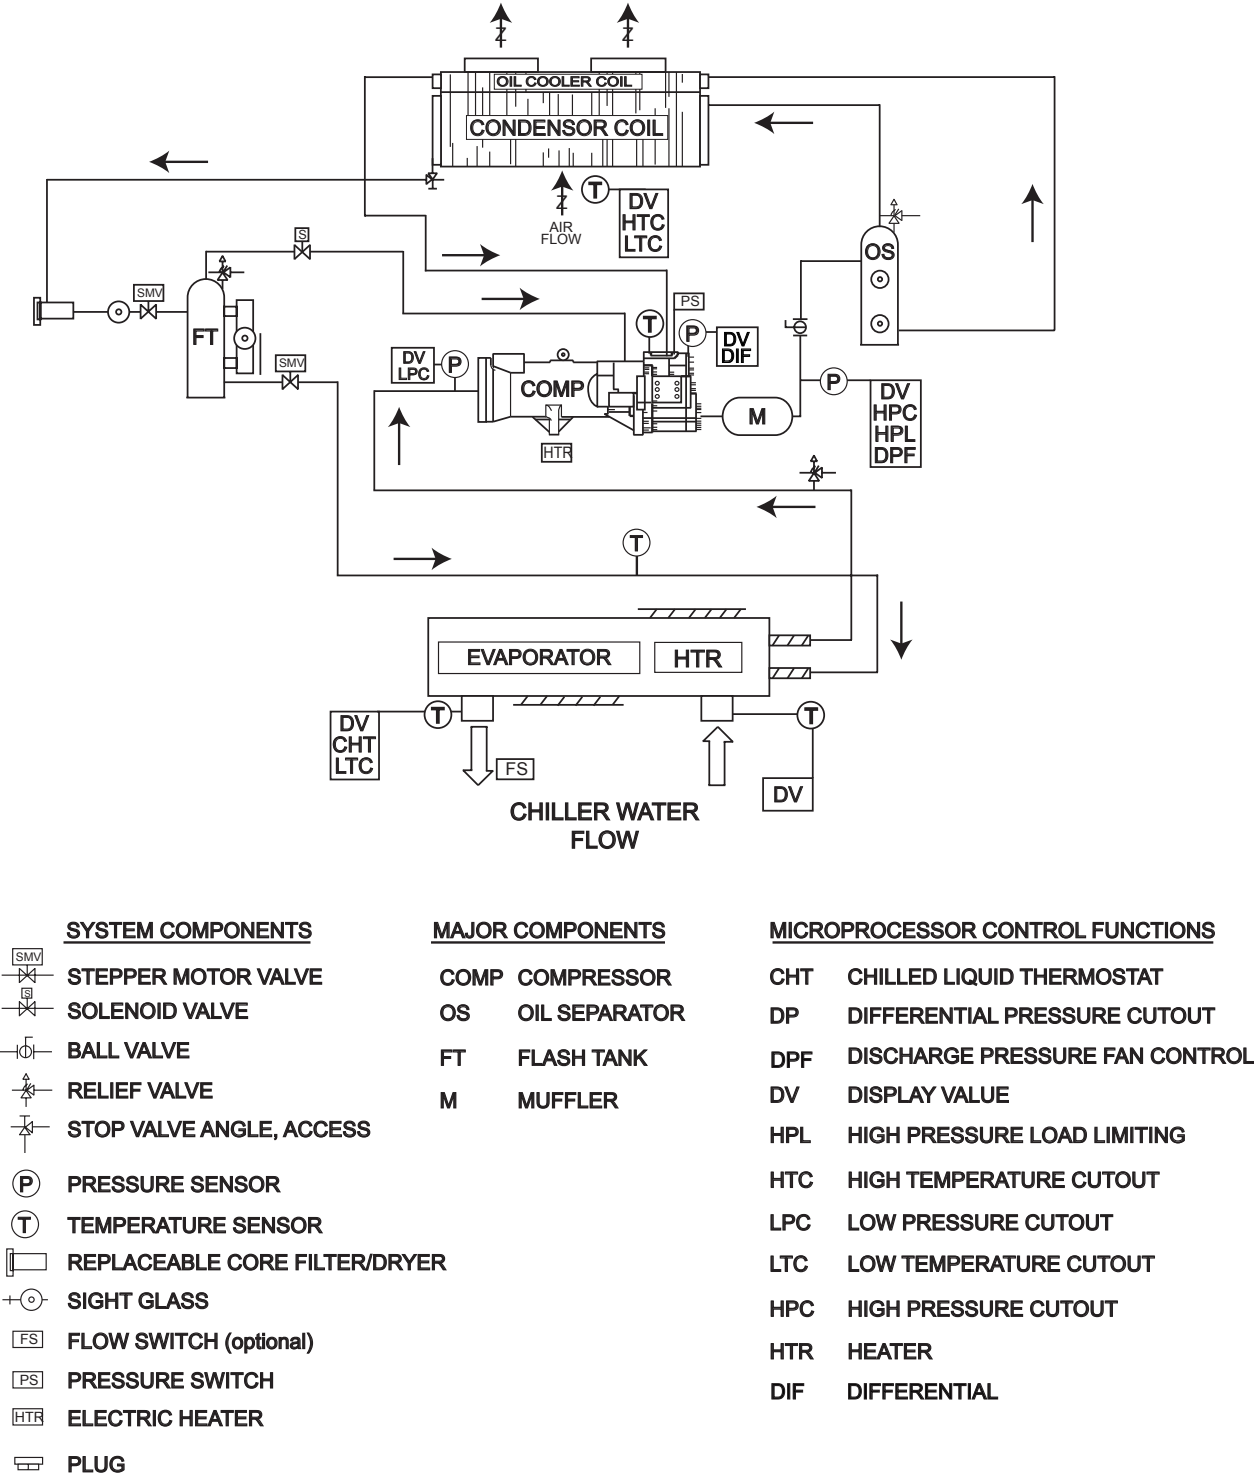 Z
Z
OIL COOLER COIL
CONDENSOR COIL
Z
AIR
FLOW
T
DV
HTC
LTC
S
OS
SMV
FT
SMV
PS
T
P
DV
DIF
DV
LPC
P
COMP
HTR
M
P
DV
HPC
HPL
DPF
T
EVAPORATOR
HTR
DV
CHT
LTC
T
FS
T
DV
CHILLER WATER
FLOW
SYSTEM COMPONENTS
SMV
STEPPER MOTOR VALVE
S
SOLENOID VALVE
BALL VALVE
RELIEF VALVE
STOP VALVE ANGLE, ACCESS
P PRESSURE SENSOR
T TEMPERATURE SENSOR
REPLACEABLE CORE FILTER/DRYER
SIGHT GLASS
FS FLOW SWITCH (optional)
PS PRESSURE SWITCH
HTR ELECTRIC HEATER
PLUG
MAJOR COMPONENTS
COMP COMPRESSOR
OS OIL SEPARATOR
FT FLASH TANK
M MUFFLER
MICROPROCESSOR CONTROL FUNCTIONS
CHT CHILLED LIQUID THERMOSTAT
DP DIFFERENTIAL PRESSURE CUTOUT
DPF DISCHARGE PRESSURE FAN CONTROL
DV DISPLAY VALUE
HPL HIGH PRESSURE LOAD LIMITING
HTC HIGH TEMPERATURE CUTOUT
LPC LOW PRESSURE CUTOUT
LTC LOW TEMPERATURE CUTOUT
HPC HIGH PRESSURE CUTOUT
HTR HEATER
DIF DIFFERENTIAL